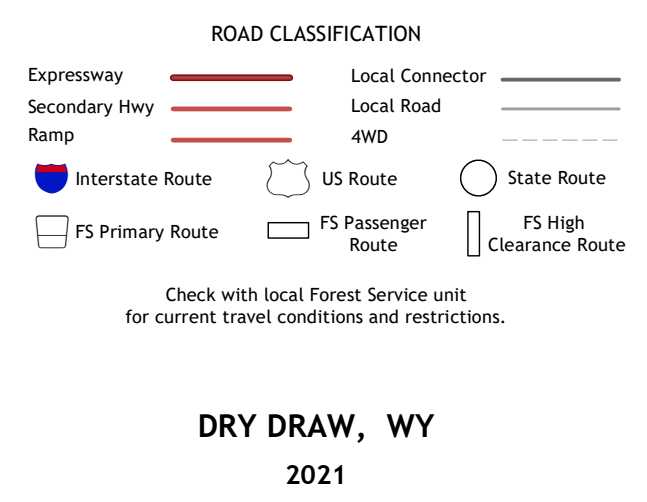 ROAD CLASSIFICATION
Expressway
Local Connector
Secondary Hwy
Local Road
Ramp
4WD
Interstate Route
US Route
State Route
FS Primary Route
FS Passenger
Route
FS High
Clearance Route
Check with local Forest Service unit
for current travel conditions and restrictions.
DRY DRAW, WY
2021